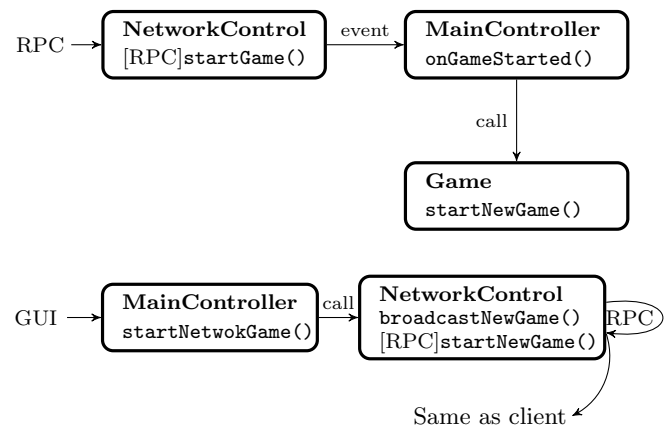 RPC
NetworkControl
[RPC]startGame()
event
MainController
onGameStarted()
call
Game
startNewGame()
GUI
MainController
startNetwokGame()
call
NetworkControl
broadcastNewGame()
[RPC]startNewGame()
RPC
Same as client